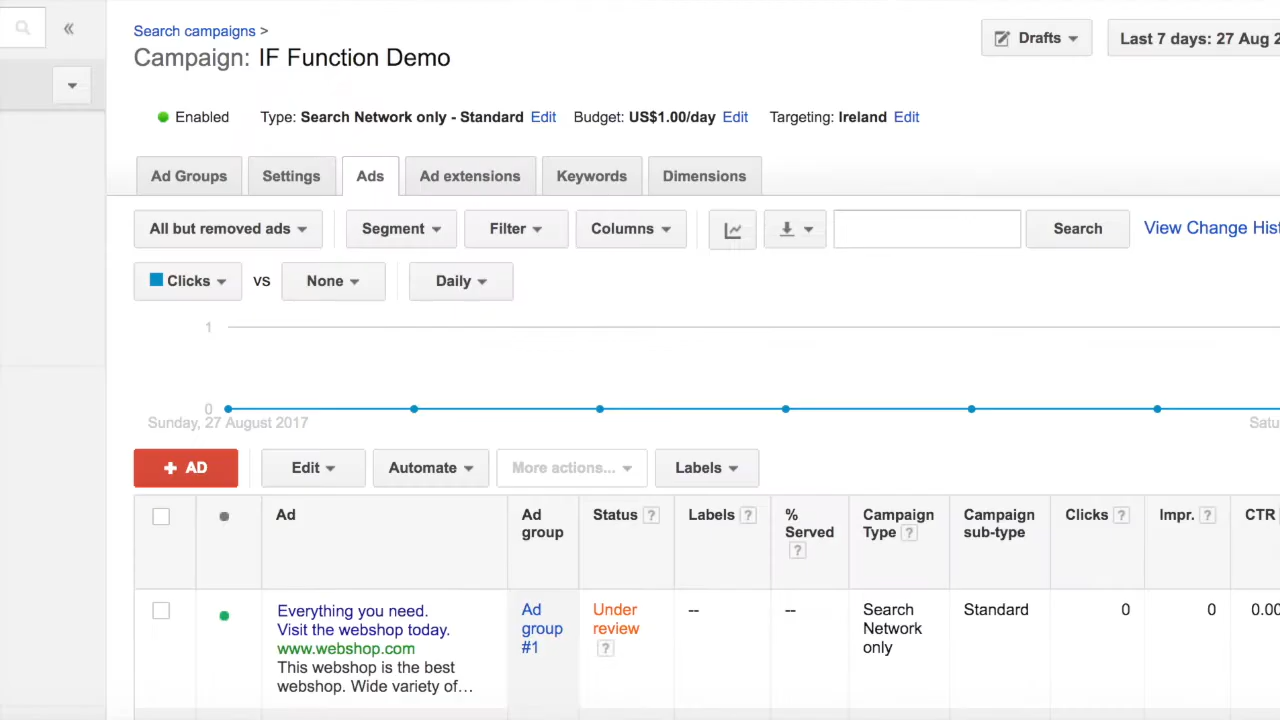 «
Search campaigns >
Campaign: IF Function Demo
Drafts
Last 7 days: 27 Aug 2
Enabled Type: Search Network only - Standard Edit Budget: US$1.00/day Edit Targeting: Ireland Edit
Ad Groups Settings Ads Ad extensions Keywords Dimensions
All but removed ads Segment Filter Columns Search View Change Hist
Clicks vs None Daily
1
0
Sunday, 27 August 2017 Satu
+ AD Edit Automate More actions... Labels
Ad Ad group Status ? Labels ? % Served ? Campaign Type ? Campaign sub-type Clicks ? Impr. ? CTR
Everything you need.
Visit the webshop today.
www.webshop.com
This webshop is the best
webshop. Wide variety of…
Ad
group
#1
Under
review
?
--
--
Search
Network
only
Standard
0
0
0.00